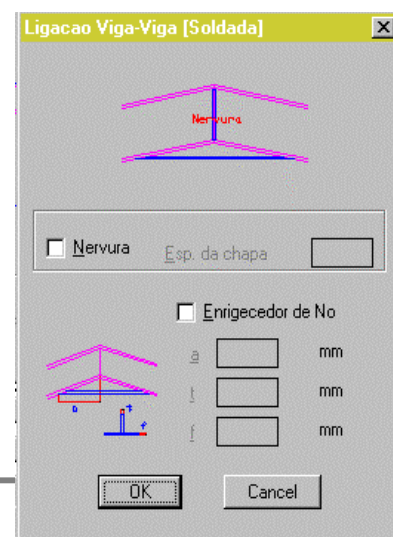 Ligacao Viga-Viga [Soldada]
Nervura
Nervura Esp. da chapa
Enrigecedor de No
a mm
t mm
f mm
a t f
OK Cancel